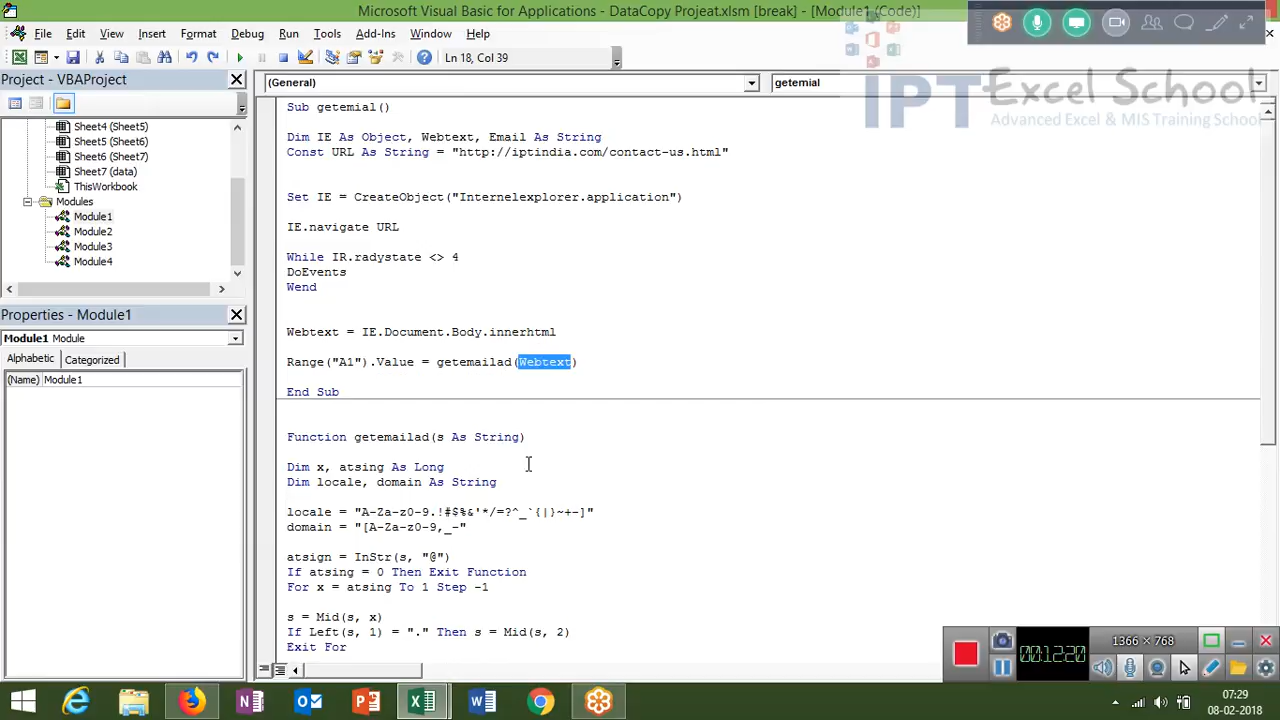 Microsoft Visual Basic for Applications - DataCopy Projeat.xlsm [break] - [Module1 (Code)]
File Edit View Insert Format Debug Run Tools Add-Ins Window Help
Ln 18, Col 39
IPT Excel School
Advanced Excel & MIS Training School
Project - VBAProject
(General)
getemial
Sheet4 (Sheet5)
Sheet5 (Sheet6)
Sheet6 (Sheet7)
Sheet7 (data)
ThisWorkbook
Modules
Module1
Module2
Module3
Module4
Properties - Module1
Module1 Module
Alphabetic Categorized
(Name) Module1
Sub getemial()
Dim IE As Object, Webtext, Email As String
Const URL As String = "http://iptindia.com/contact-us.html"
Set IE = CreateObject("Internelexplorer.application")
IE.navigate URL
While IR.radystate <> 4
DoEvents
Wend
Webtext = IE.Document.Body.innerhtml
Range("A1").Value = getemailad(Webtext)
End Sub
Function getemailad(s As String)
Dim x, atsing As Long
Dim locale, domain As String
locale = "A-Za-z0-9.!#$%&'*/=?^_`{|}~+-]"
domain = "[A-Za-z0-9,_-"
atsign = InStr(s, "@")
If atsing = 0 Then Exit Function
For x = atsing To 1 Step -1
s = Mid(s, x)
If Left(s, 1) = "." Then s = Mid(s, 2)
Exit For
00:12:20
1366 × 768
07:29
08-02-2018